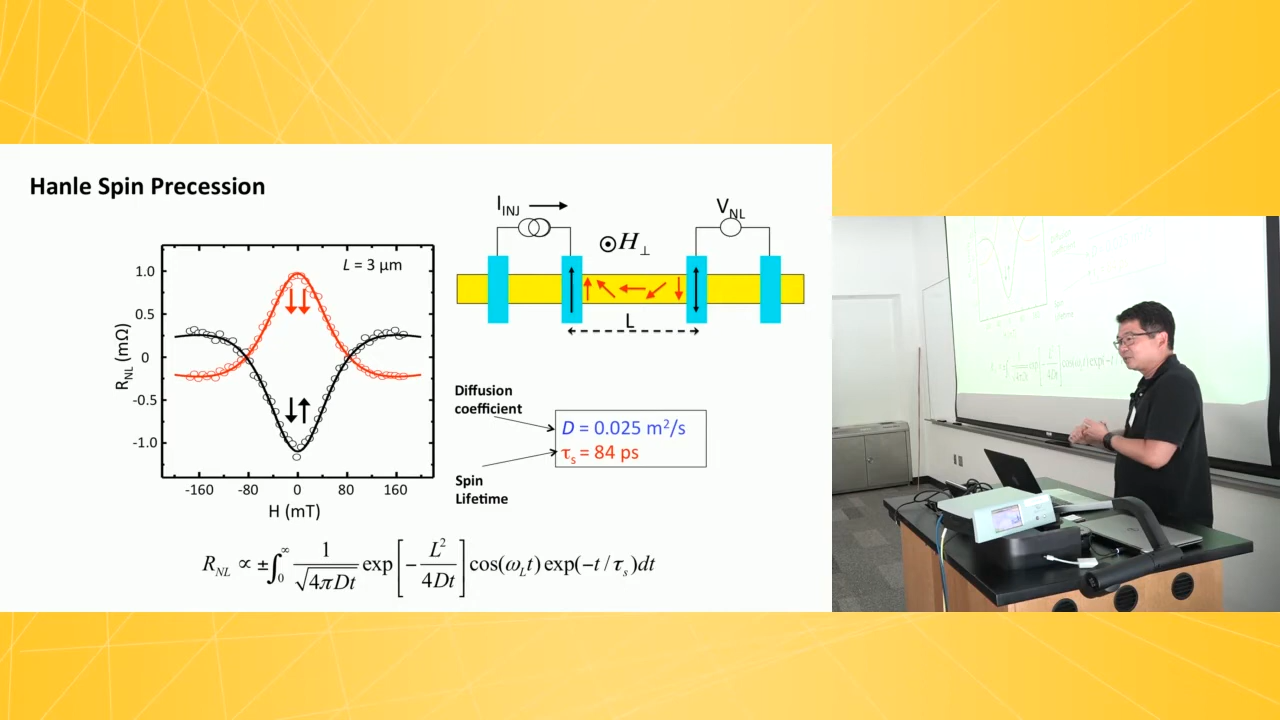 Hanle Spin Precession
I_INJ
V_NL
⊙H_⊥
L
L = 3 µm
1.0
0.5
0
-0.5
-1.0
R_NL (mΩ)
-160 -80 0 80 160
H (mT)
Diffusion
coefficient
D = 0.025 m²/s
τ_s = 84 ps
Spin
Lifetime
R_NL ∝ ±∫_0^∞ 1/√(4πDt) exp[-L²/4Dt] cos(ω_L t) exp(-t/τ_s)dt